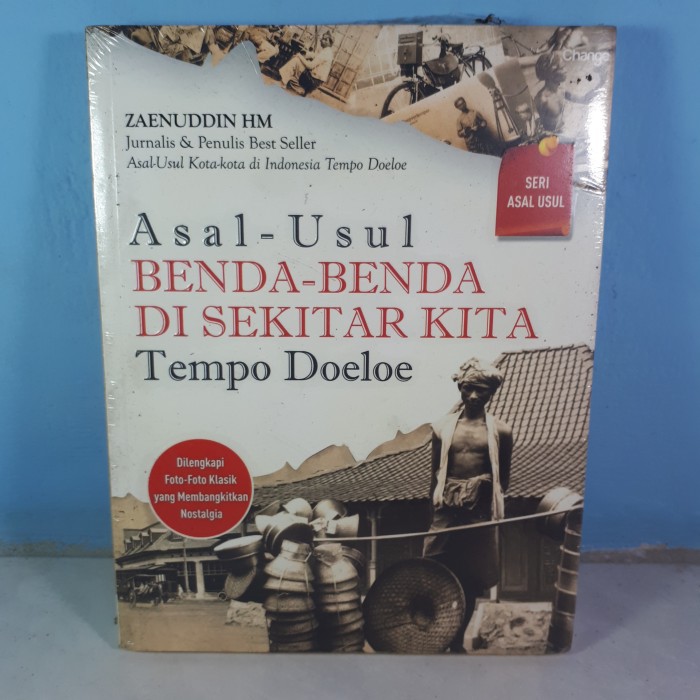 Change
ZAENUDDIN HM
Jurnalis & Penulis Best Seller
Asal-Usul Kota-kota di Indonesia Tempo Doeloe
SERI
ASAL USUL
Asal-Usul
BENDA-BENDA
DI SEKITAR KITA
Tempo Doeloe
Dilengkapi
Foto-Foto Klasik
yang Membangkitkan
Nostalgia